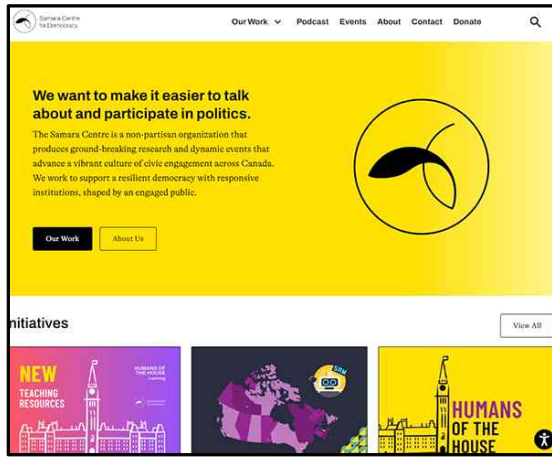 Samara Centre
for Democracy
Our Work Podcast Events About Contact Donate
We want to make it easier to talk
about and participate in politics.
The Samara Centre is a non-partisan organization that
produces ground-breaking research and dynamic events that
advance a vibrant culture of civic engagement across Canada.
We work to support a resilient democracy with responsive
institutions, shaped by an engaged public.
Our Work About Us
nitiatives
View All
NEW
TEACHING
RESOURCES
HUMANS OF
THE HOUSE
Learning
SAM
HUMANS
OF THE
HOUSE